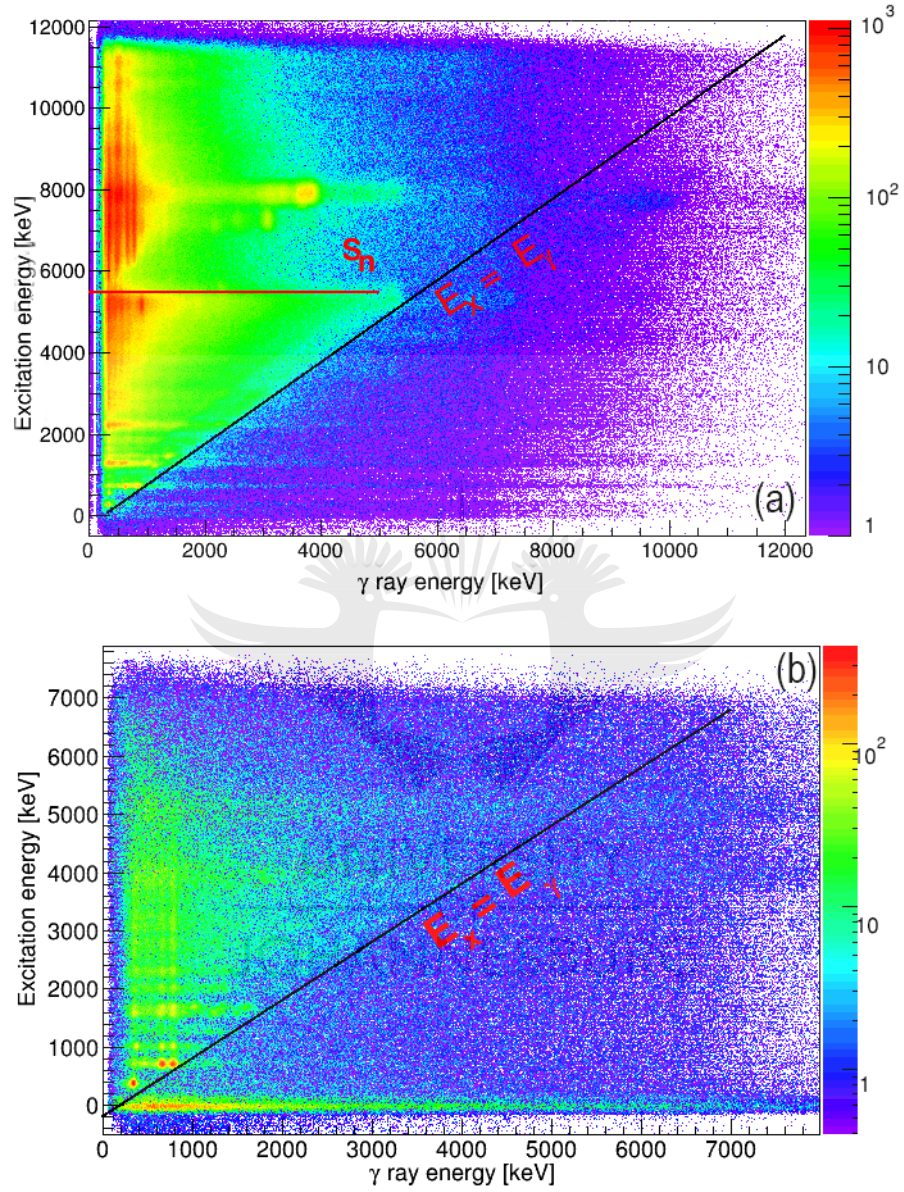 12000
10000
8000
6000
4000
2000
0
Excitation energy [keV]
Sn
Ex = Eγ
(a)
10³
10²
10
1
0 2000 4000 6000 8000 10000 12000
γ ray energy [keV]
(b)
7000
6000
5000
4000
3000
2000
1000
0
Excitation energy [keV]
Ex = Eγ
10²
10
1
0 1000 2000 3000 4000 5000 6000 7000
γ ray energy [keV]